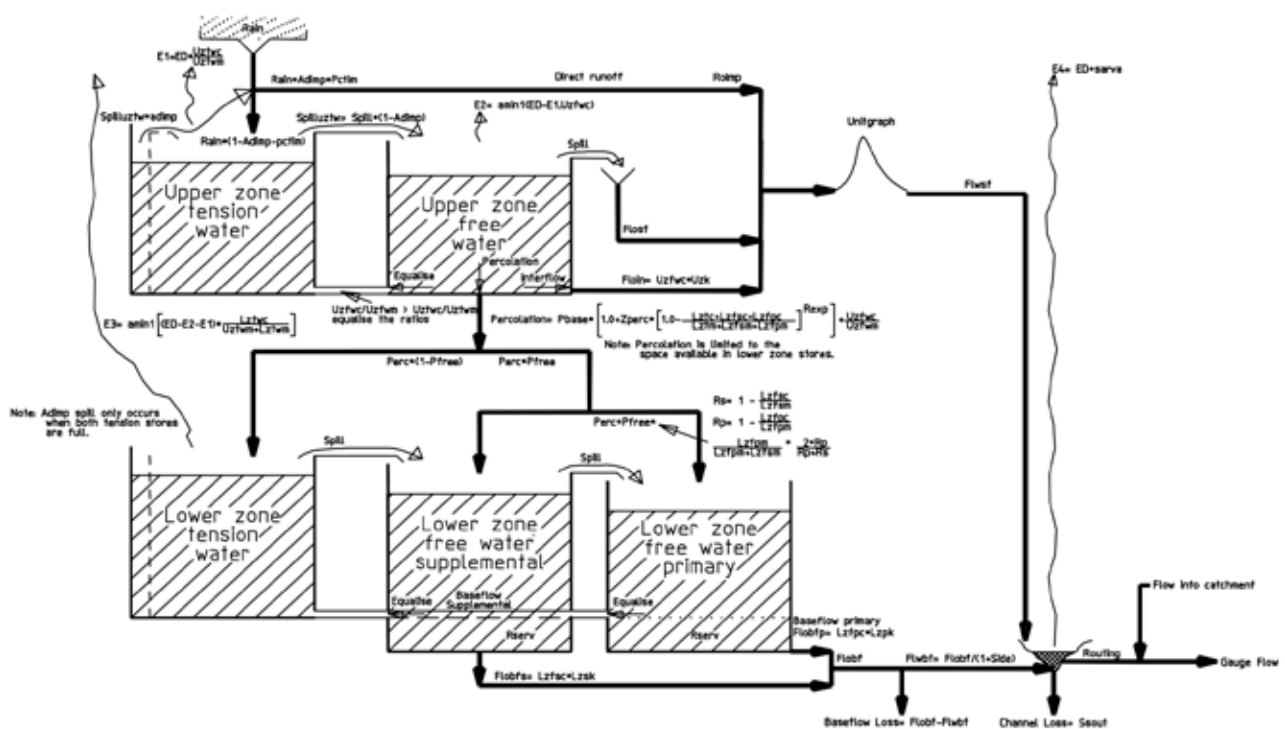 Rain
E1=ED*Uztwc/Uztwm
Rain*Adimp*Pctim
Direct runoff
Roimp
E4= ED*sarva
Spilluztw*adimp
Spilluztw= Spill*(1-Adimp)
E2= amin1(ED-E1,Uzfwc)
Unitgraph
Rain*(1-Adimp-pctim)
Spill
Flwsf
Upper zone
tension
water
Upper zone
free
water
Flosf
Percolation
Equalise
Interflow
Floin= Uzfwc*Uzk
Uzfwc/Uzfwm > Uztwc/Uztwm
equalise the ratios
E3= amin1[(ED-E2-E1)*Lztwc/Uztwm+Lztwm]
Percolation= Pbase*[1.0+Zperc*[1.0-Lztc+Lzfsc+Lzfpc/Lztm+Lzfsm+Lzfpm]Rexp]*Uzfwc/Uzfwm
Note: Percolation is limited to the
space available in lower zone stores.
Perc*(1-Pfree)
Perc*Pfree
Note: Adimp spill only occurs
when both tension stores
are full.
Rs= 1 - Lzfsc/Lzfsm
Rp= 1 - Lzfpc/Lzfpm
Perc*Pfree*
Lzfpm/Lzfpm+Lzfsm * 2*Rp/Rp+Rs
Spill
Spill
Lower zone
tension
water
Lower zone
free water
supplemental
Lower zone
free water
primary
Equalise
Baseflow
Supplemental
Equalise
Flow into catchment
Baseflow primary
Flobfp= Lzfpc*Lzpk
Rserv
Rserv
Flobf
Flwbf= Flobf/(1+Side)
Routing
Gauge Flow
Flobfs= Lzfsc*Lzsk
Baseflow Loss= Flobf-Flwbf
Channel Loss= Ssout